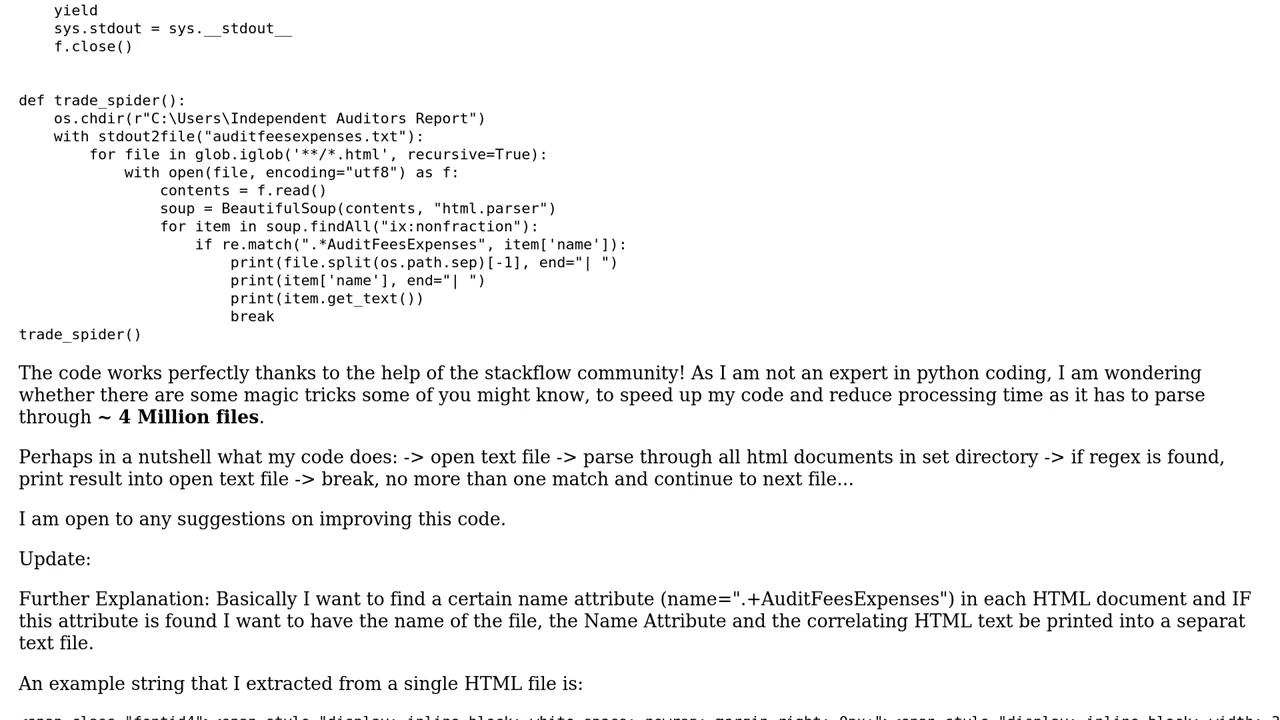 yield
sys.stdout = sys.__stdout__
f.close()
def trade_spider():
os.chdir(r"C:\Users\Independent Auditors Report")
with stdout2file("auditfeesexpenses.txt"):
for file in glob.iglob('**/*.html', recursive=True):
with open(file, encoding="utf8") as f:
contents = f.read()
soup = BeautifulSoup(contents, "html.parser")
for item in soup.findAll("ix:nonfraction"):
if re.match(".*AuditFeesExpenses", item['name']):
print(file.split(os.path.sep)[-1], end="| ")
print(item['name'], end="| ")
print(item.get_text())
break
trade_spider()
The code works perfectly thanks to the help of the stackflow community! As I am not an expert in python coding, I am wondering
whether there are some magic tricks some of you might know, to speed up my code and reduce processing time as it has to parse
through ~ 4 Million files.
Perhaps in a nutshell what my code does: -> open text file -> parse through all html documents in set directory -> if regex is found,
print result into open text file -> break, no more than one match and continue to next file...
I am open to any suggestions on improving this code.
Update:
Further Explanation: Basically I want to find a certain name attribute (name=".+AuditFeesExpenses") in each HTML document and IF
this attribute is found I want to have the name of the file, the Name Attribute and the correlating HTML text be printed into a separat
text file.
An example string that I extracted from a single HTML file is: